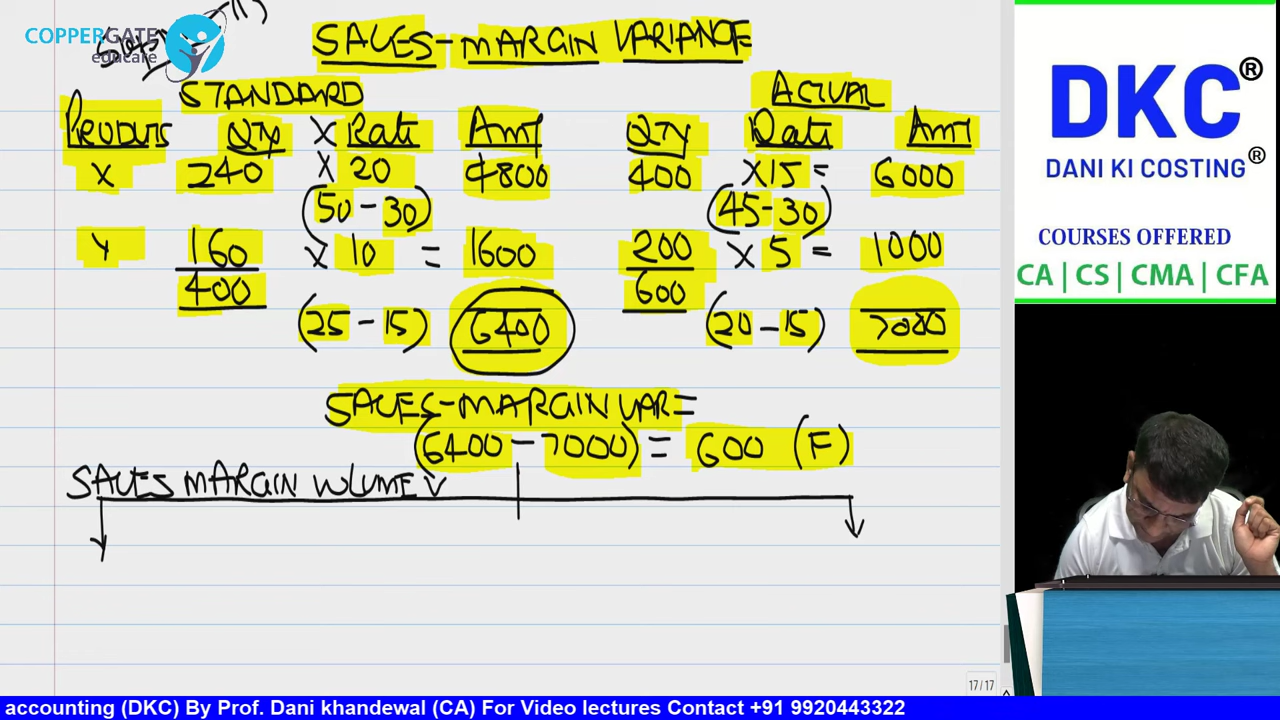 COPPERGATE
educate
SALES-MARGIN VARIANCE
STANDARD
ACTUAL
PRODUTS QTY X Rate AMT QTY Rate AMT
X 240 X 20 4800 400 X15 = 6000
(50 - 30) (45-30)
Y 160 X 10 = 1600 200 X 5 = 1000
400 600
(25 - 15) 6400 (20 - 15) 7000
SALES-MARGIN VAR =
(6400 - 7000) = 600 (F)
SALES MARGIN VOLUME V
DKC®
DANI KI COSTING®
COURSES OFFERED
CA | CS | CMA | CFA
17/17
accounting (DKC) By Prof. Dani khandewal (CA) For Video lectures Contact +91 9920443322